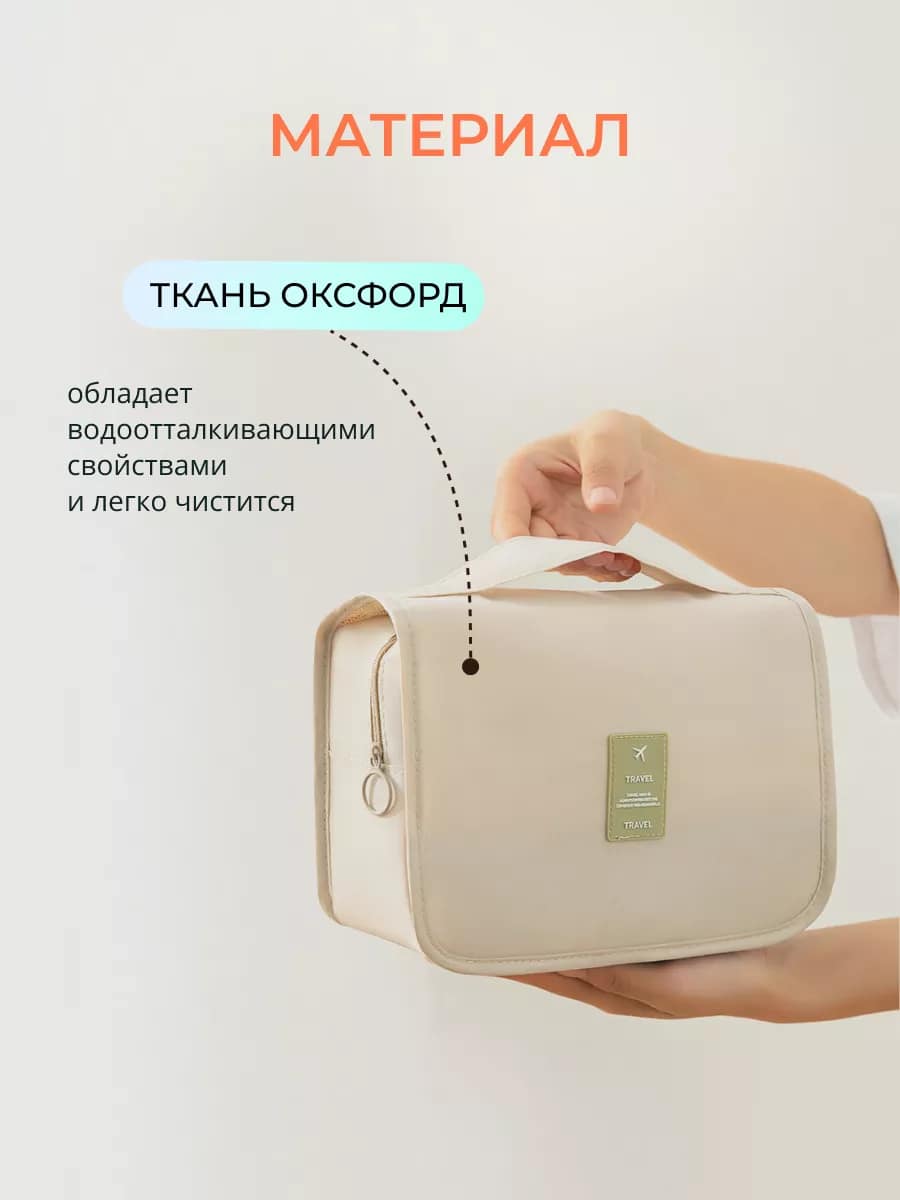 МАТЕРИАЛ
ТКАНЬ ОКСФОРД
обладает
водоотталкивающими
свойствами
и легко чистится
TRAVEL
TRAVEL